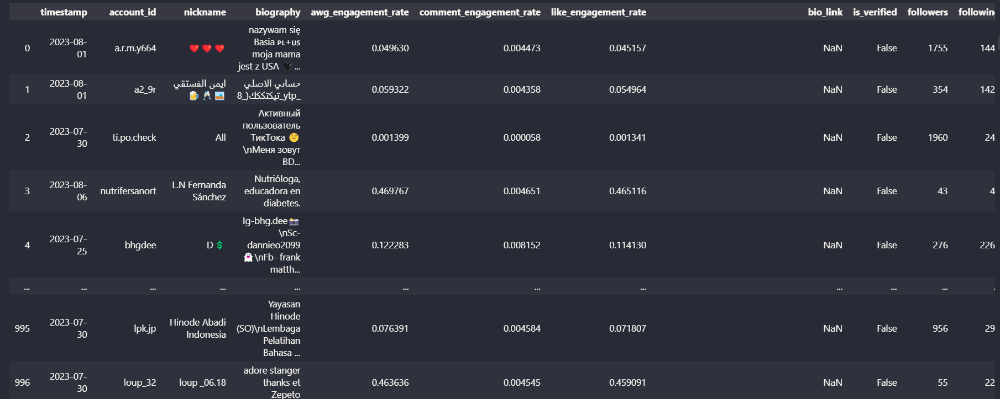 timestamp account_id nickname biography awg_engagement_rate comment_engagement_rate like_engagement_rate bio_link is_verified followers following
0 2023-08-01 a.r.m.y664 ❤️ ❤️ ❤️ nazywam się Basia ᴘʟ+ᴜs moja mama jest z USA 🖤... 0.049630 0.004473 0.045157 NaN False 1755 144
1 2023-08-01 a2_9r ايمن الفستقي 🍺 🥂 🏜️ حسابي الاصلي _ytp_تيكتككك(_8 0.059322 0.004358 0.054964 NaN False 354 142
2 2023-07-30 ti.po.check All Активный пользователь ТикТока 😏\nМеня зовут BD... 0.001399 0.000058 0.001341 NaN False 1960 24
3 2023-08-06 nutrifersanort L.N Fernanda Sánchez Nutrióloga, educadora en diabetes. 0.469767 0.004651 0.465116 NaN False 43 4
4 2023-07-25 bhgdee D💲 Ig-bhg.dee📸\nSc-dannieo2099👻\nFb- frank matth... 0.122283 0.008152 0.114130 NaN False 276 226
... ... ... ... ... ... ... ... ... ... ...
995 2023-07-30 lpk.jp Hinode Abadi Indonesia Yayasan Hinode (SO)\nLembaga Pelatihan Bahasa ... 0.076391 0.004584 0.071807 NaN False 956 29
996 2023-07-30 loup_32 loup _06.18 adore stanger thanks et Zepeto 0.463636 0.004545 0.459091 NaN False 55 22